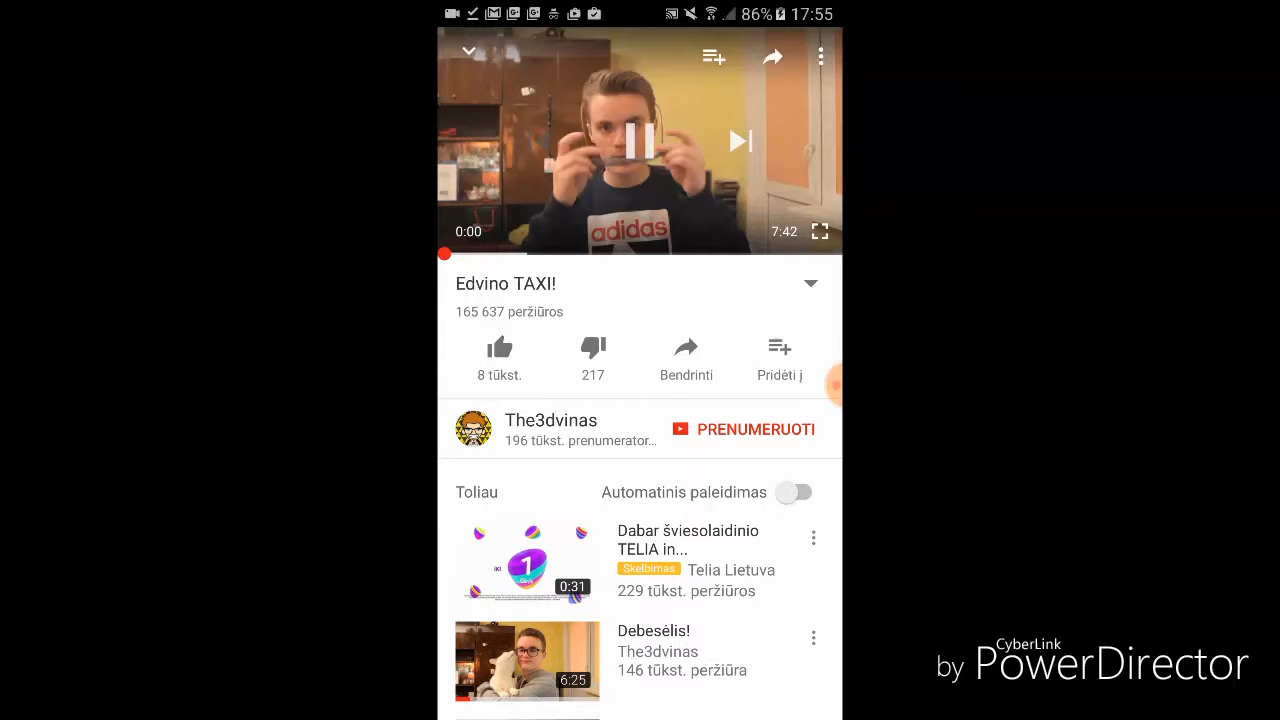 86% 17:55
adidas
0:00
7:42
Edvino TAXI!
165 637 peržiūros
8 tūkst.
217
Bendrinti
Pridėti į
The3dvinas
196 tūkst. prenumerator...
PRENUMERUOTI
Toliau
Automatinis paleidimas
IKI 1
0:31
Dabar šviesolaidinio
TELIA in...
Skelbimas Telia Lietuva
229 tūkst. peržiūros
6:25
Debesėlis!
The3dvinas
146 tūkst. peržiūra
CyberLink
by PowerDirector